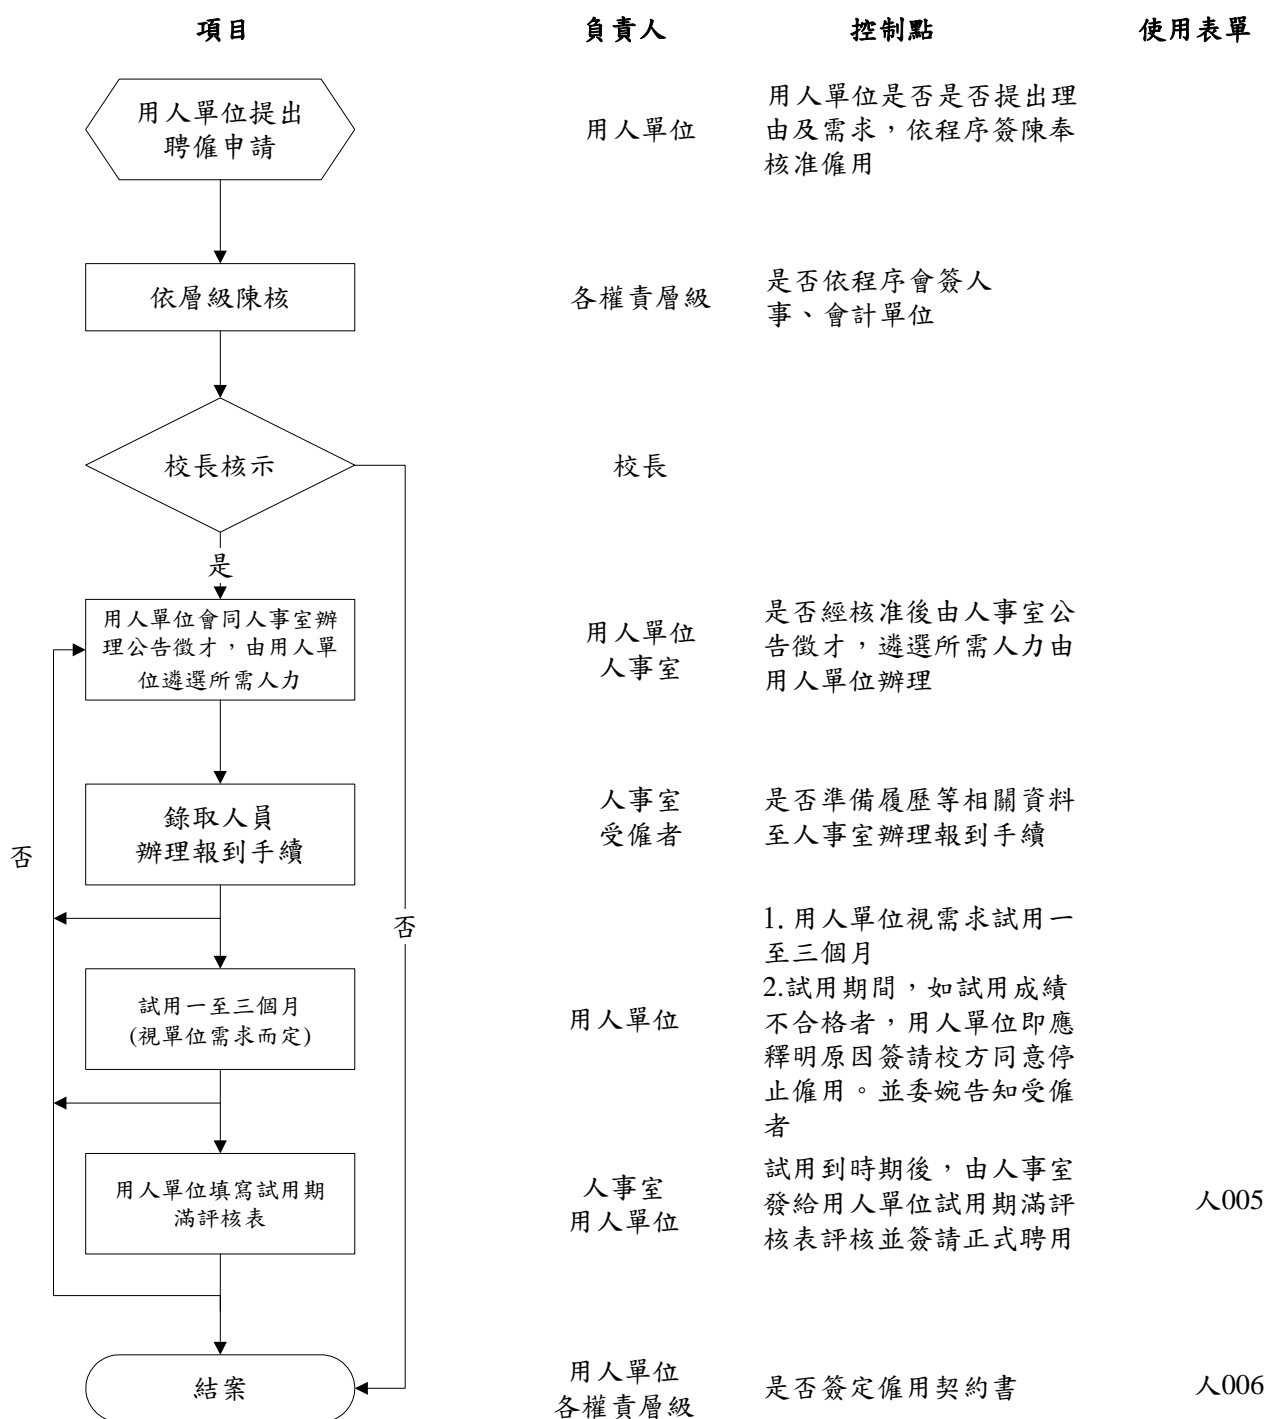 項目
負責人
控制點
使用表單
用人單位提出
聘僱申請
用人單位
用人單位是否是否提出理
由及需求，依程序簽陳奉
核准僱用
依層級陳核
各權責層級
是否依程序會簽人
事、會計單位
校長核示
校長
是
用人單位會同人事室辦
理公告徵才，由用人單
位遴選所需人力
用人單位
人事室
是否經核准後由人事室公
告徵才，遴選所需人力由
用人單位辦理
錄取人員
辦理報到手續
人事室
受僱者
是否準備履歷等相關資料
至人事室辦理報到手續
否
否
試用一至三個月
(視單位需求而定)
用人單位
1. 用人單位視需求試用一
至三個月
2.試用期間，如試用成績
不合格者，用人單位即應
釋明原因簽請校方同意停
止僱用。並委婉告知受僱
者
用人單位填寫試用期
滿評核表
人事室
用人單位
試用到時期後，由人事室
發給用人單位試用期滿評
核表評核並簽請正式聘用
人005
結案
用人單位
各權責層級
是否簽定僱用契約書
人006